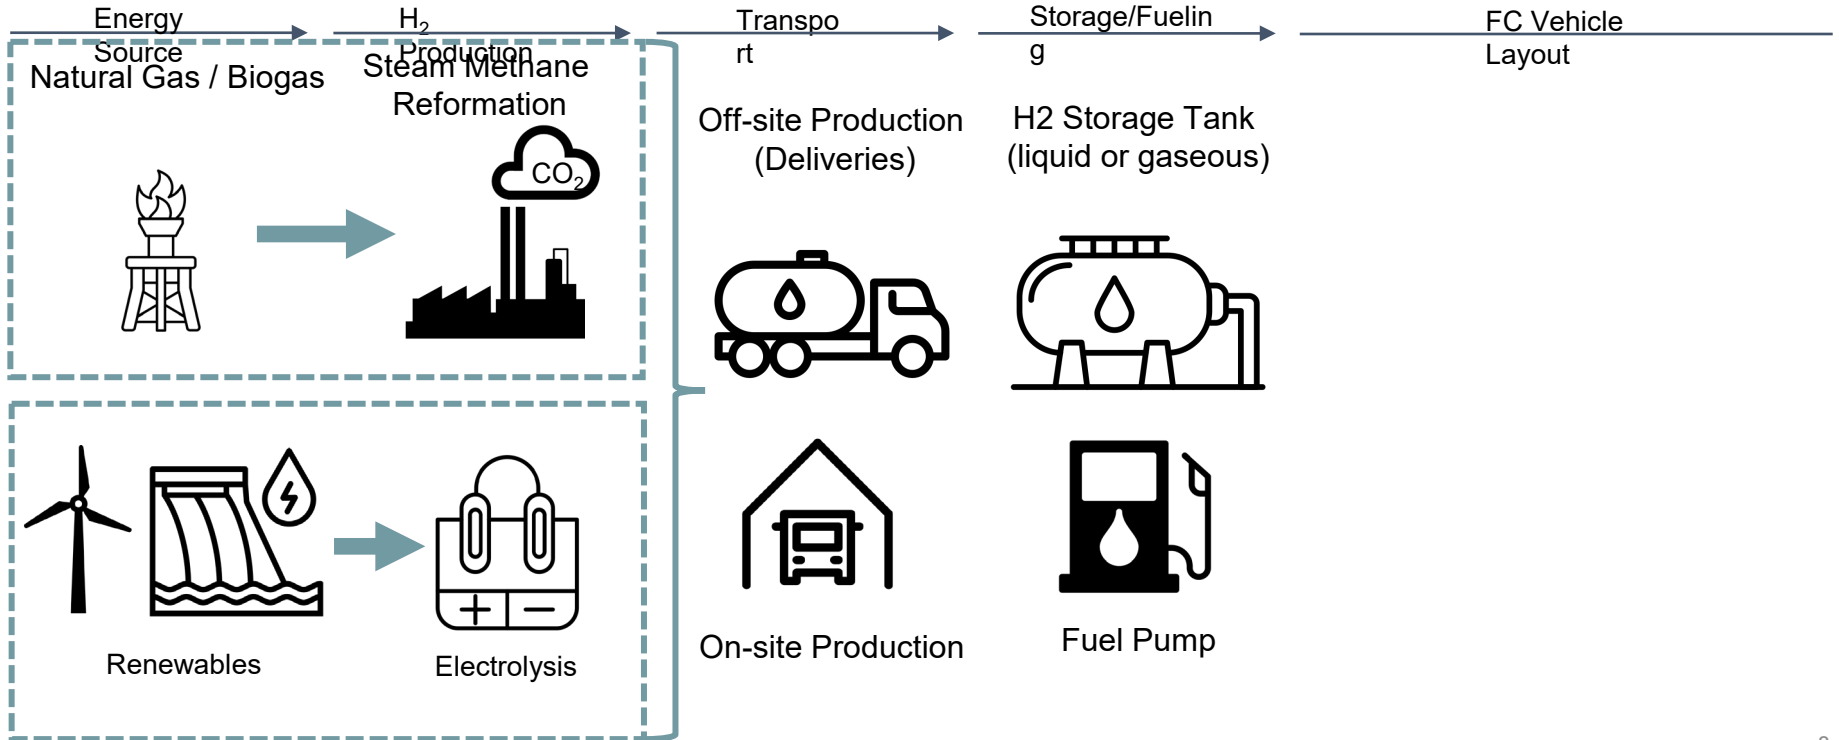 Energy
Source
H₂
Production
Transpo
rt
Storage/Fuelin
g
FC Vehicle
Layout
Natural Gas / Biogas
Steam Methane
Reformation
CO₂
Off-site Production
(Deliveries)
H2 Storage Tank
(liquid or gaseous)
Renewables
Electrolysis
On-site Production
Fuel Pump